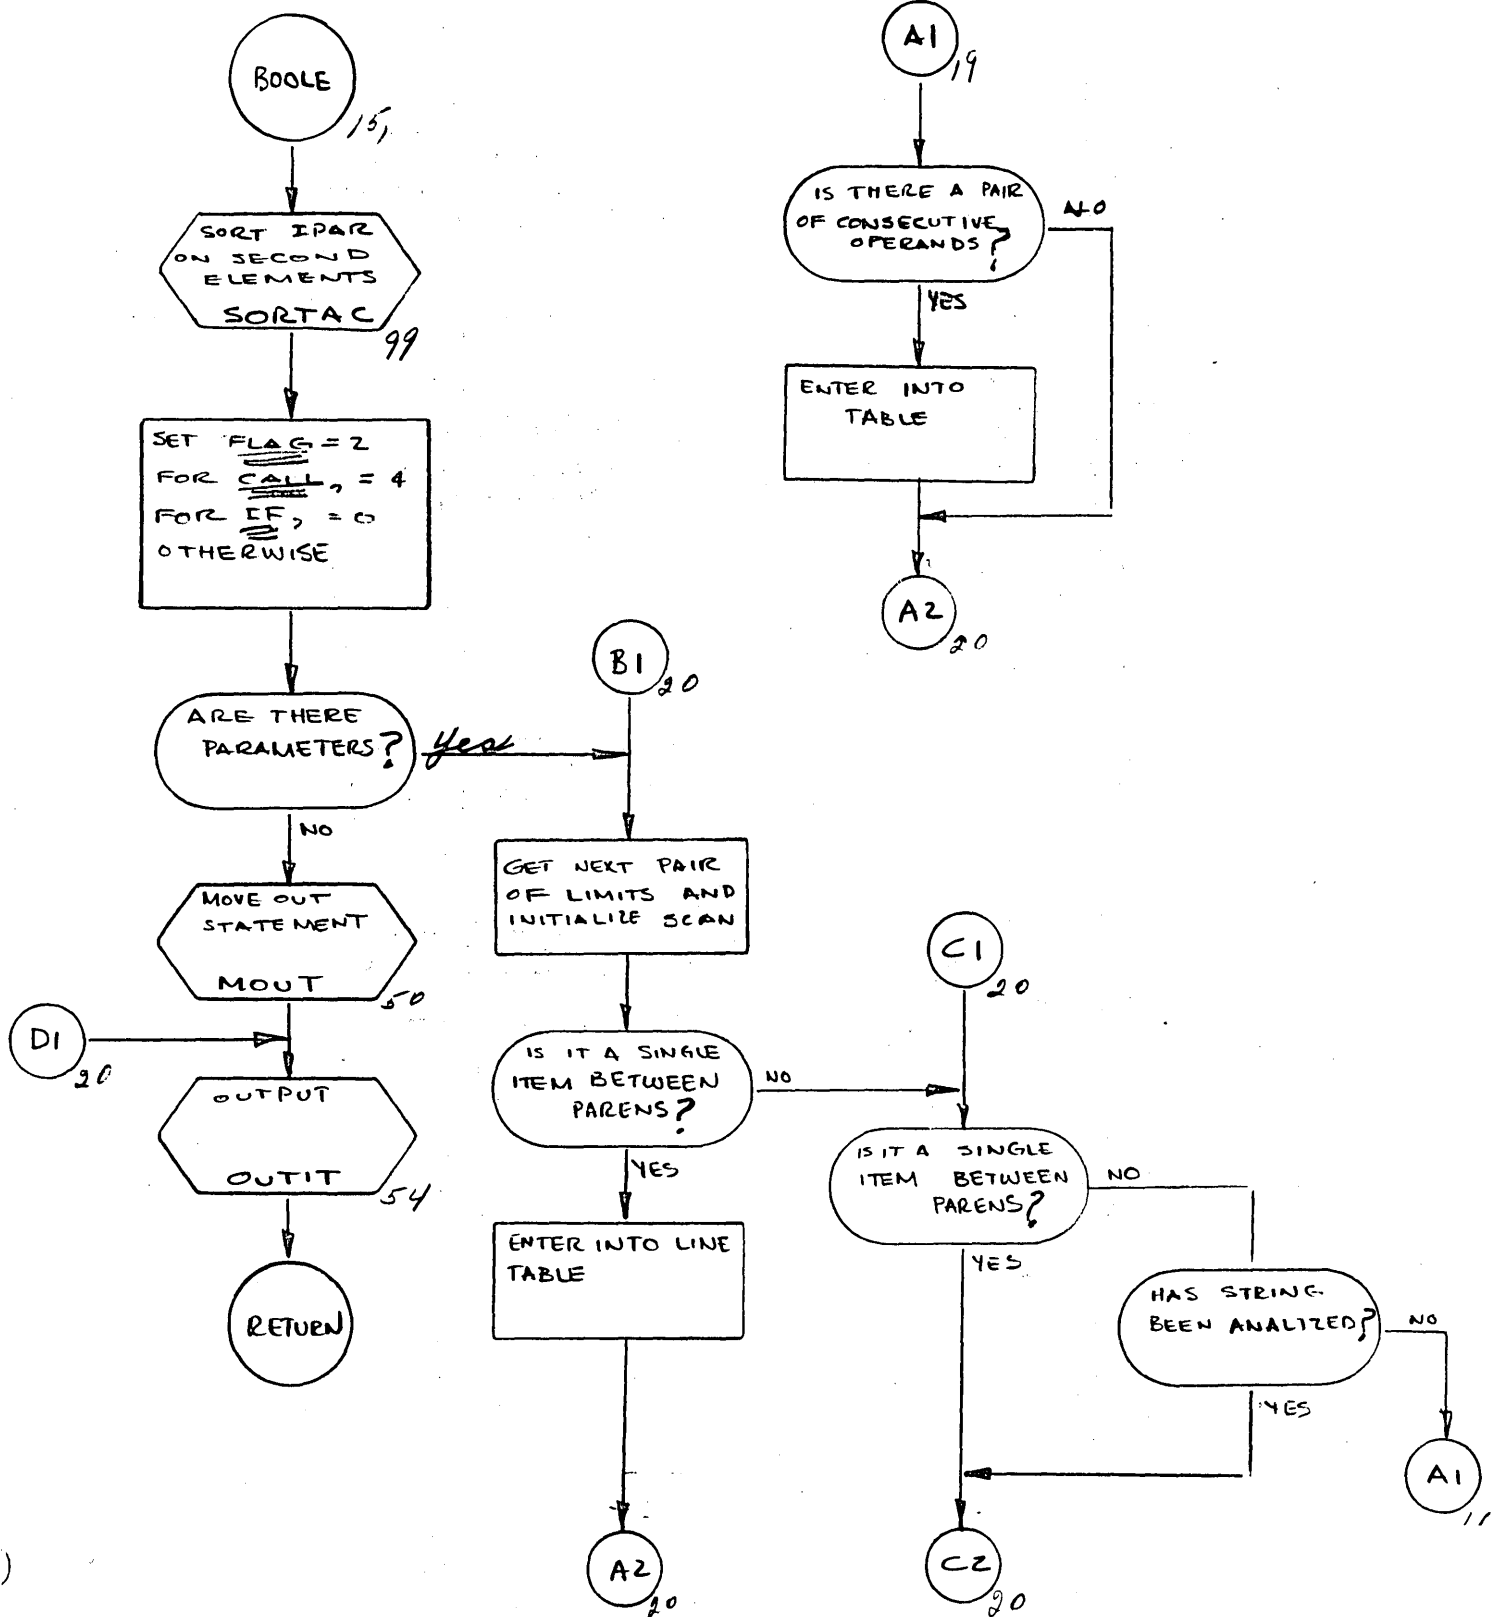 BOOLE
15,
SORT IPAR
ON SECOND
ELEMENTS
SORTAC
99
SET FLAG = 2
FOR CALL, = 4
FOR IF, = 0
OTHERWISE
ARE THERE
PARAMETERS?
Yes
NO
MOVE OUT
STATEMENT
MOUT
50
D1
20
OUTPUT
OUTIT
54
RETURN
B1
20
GET NEXT PAIR
OF LIMITS AND
INITIALIZE SCAN
IS IT A SINGLE
ITEM BETWEEN
PARENS?
NO
YES
ENTER INTO LINE
TABLE
A2
20
A1
19
IS THERE A PAIR
OF CONSECUTIVE
OPERANDS?
NO
YES
ENTER INTO
TABLE
A2
20
C1
20
IS IT A SINGLE
ITEM BETWEEN
PARENS?
NO
YES
HAS STRING
BEEN ANALIZED?
NO
YES
A1
C2
20
)